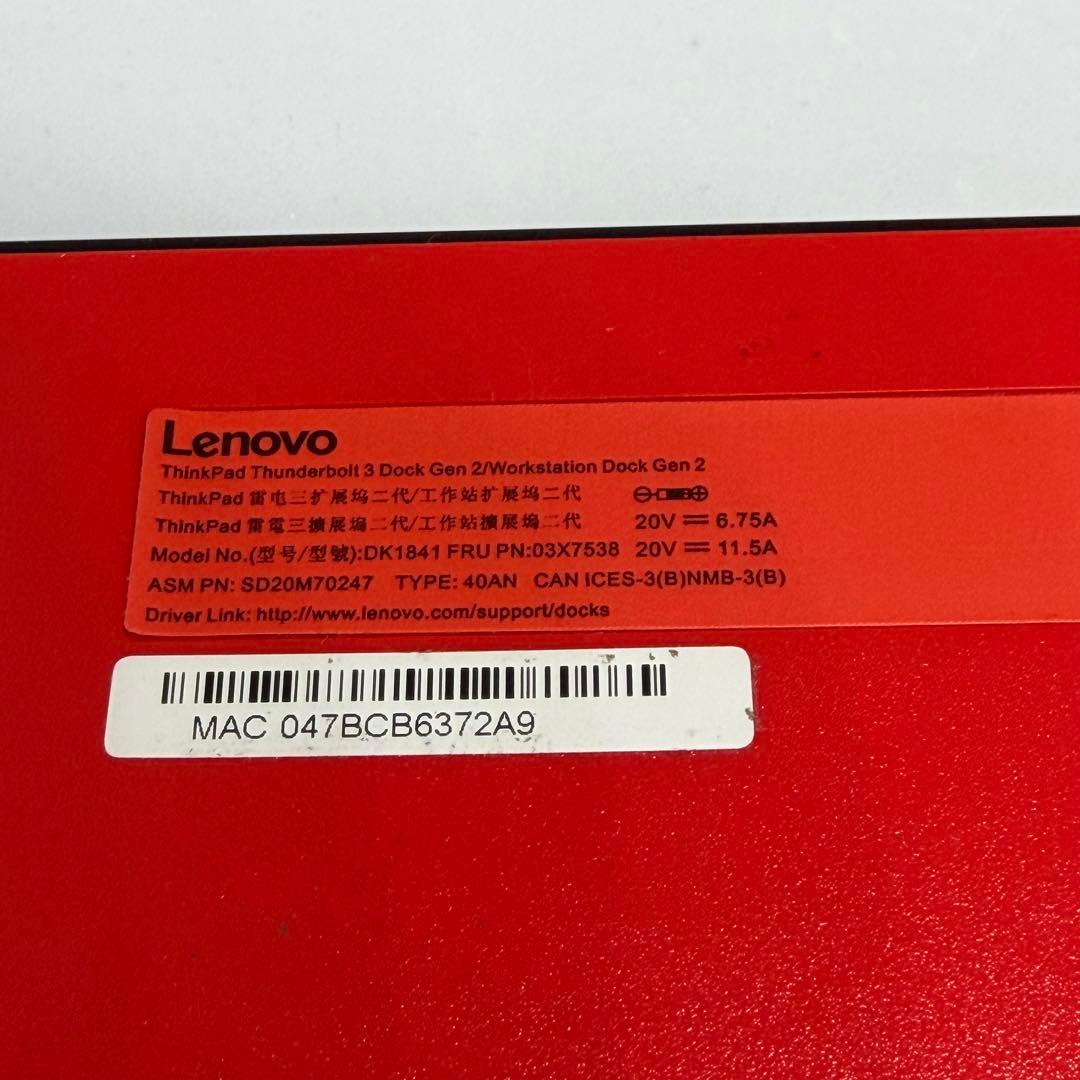 Lenovo
ThinkPad Thunderbolt 3 Dock Gen 2/Workstation Dock Gen 2
ThinkPad 雷电三扩展坞二代/工作站扩展坞二代
ThinkPad 雷電三擴展塢二代/工作站擴展塢二代 20V ⎓ 6.75A
Model No.(型号/型號):DK1841 FRU PN:03X7538 20V ⎓ 11.5A
ASM PN: SD20M70247 TYPE: 40AN CAN ICES-3(B)NMB-3(B)
Driver Link: http://www.lenovo.com/support/docks
MAC 047BCB6372A9